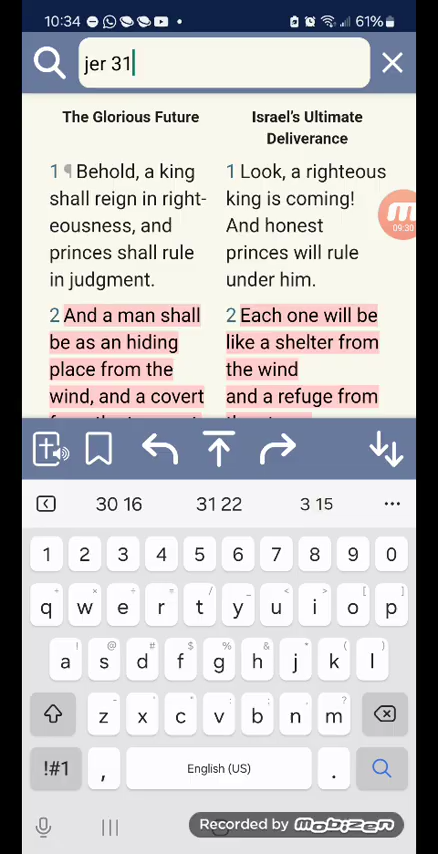 10:34
61%
jer 31
The Glorious Future
Israel's Ultimate
Deliverance
1 ¶ Behold, a king
shall reign in right-
eousness, and
princes shall rule
in judgment.
2 And a man shall
be as an hiding
place from the
wind, and a covert
1 Look, a righteous
king is coming!
And honest
princes will rule
under him.
2 Each one will be
like a shelter from
the wind
and a refuge from
09:30
30 16
31 22
3 15
1 2 3 4 5 6 7 8 9 0
q w e r t y u i o p
a s d f g h j k l
z x c v b n m
!#1 , English (US) .
Recorded by mobizen